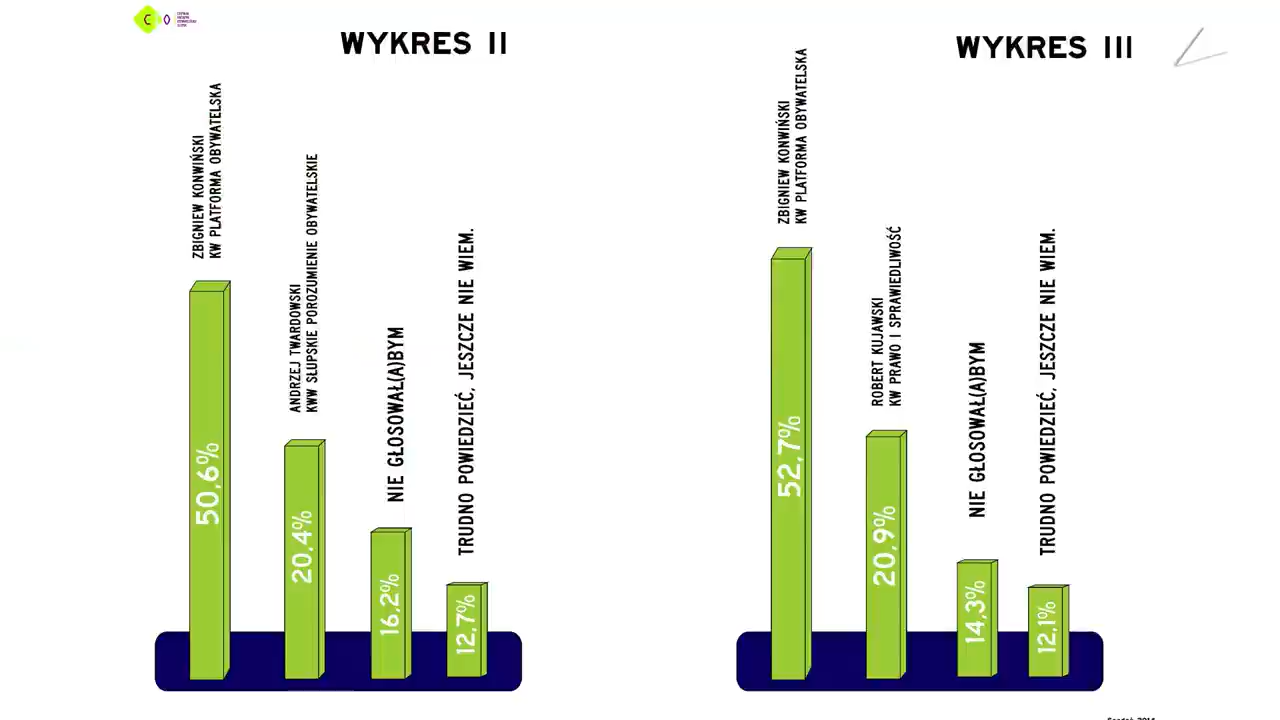 C O
WYKRES II
ZBIGNIEW KONWIŃSKI
KW PLATFORMA OBYWATELSKA
50,6%
ANDRZEJ TWARDOWSKI
KWW SŁUPSKIE POROZUMIENIE OBYWATELSKIE
20,4%
NIE GŁOSOWAŁ(A)BYM
16,2%
TRUDNO POWIEDZIEĆ, JESZCZE NIE WIEM.
12,7%
WYKRES III
ZBIGNIEW KONWIŃSKI
KW PLATFORMA OBYWATELSKA
52,7%
ROBERT KUJAWSKI
KW PRAWO I SPRAWIEDLIWOŚĆ
20,9%
NIE GŁOSOWAŁ(A)BYM
14,3%
TRUDNO POWIEDZIEĆ, JESZCZE NIE WIEM.
12,1%